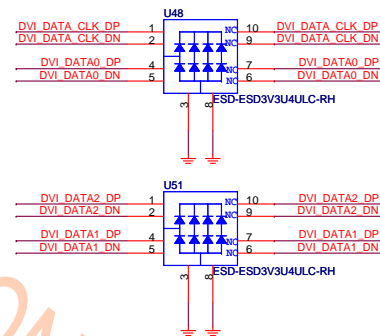 U48
DVI_DATA_CLK_DP 1 NC 10 DVI_DATA_CLK_DP
DVI_DATA_CLK_DN 2 NC 9 DVI_DATA_CLK_DN
DVI_DATA0_DP 4 NC 7 DVI_DATA0_DP
DVI_DATA0_DN 5 NC 6 DVI_DATA0_DN
3 8 ESD-ESD3V3U4ULC-RH
U51
DVI_DATA2_DP 1 NC 10 DVI_DATA2_DP
DVI_DATA2_DN 2 NC 9 DVI_DATA2_DN
DVI_DATA1_DP 4 NC 7 DVI_DATA1_DP
DVI_DATA1_DN 5 NC 6 DVI_DATA1_DN
3 8 ESD-ESD3V3U4ULC-RH